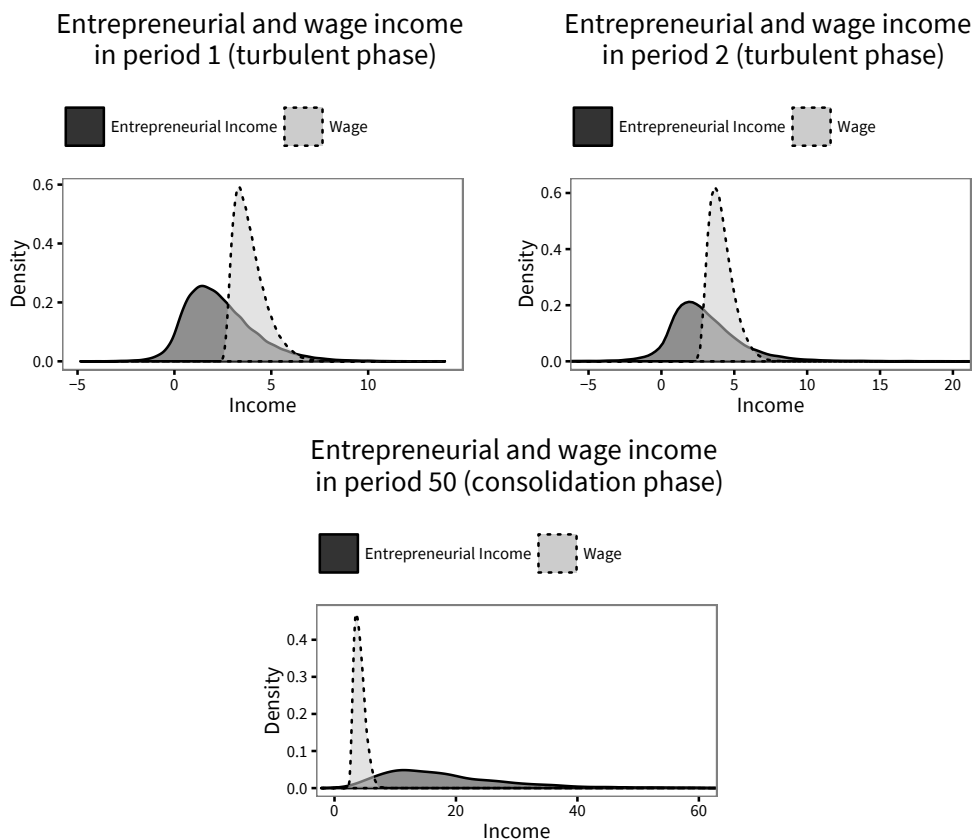 Entrepreneurial and wage income
in period 1 (turbulent phase)
Entrepreneurial Income
Wage
Density
0.6
0.4
0.2
0.0
−5
0
5
10
Income
Entrepreneurial and wage income
in period 2 (turbulent phase)
Entrepreneurial Income
Wage
Density
0.6
0.4
0.2
0.0
−5
0
5
10
15
20
Income
Entrepreneurial and wage income
in period 50 (consolidation phase)
Entrepreneurial Income
Wage
Density
0.4
0.3
0.2
0.1
0.0
0
20
40
60
Income